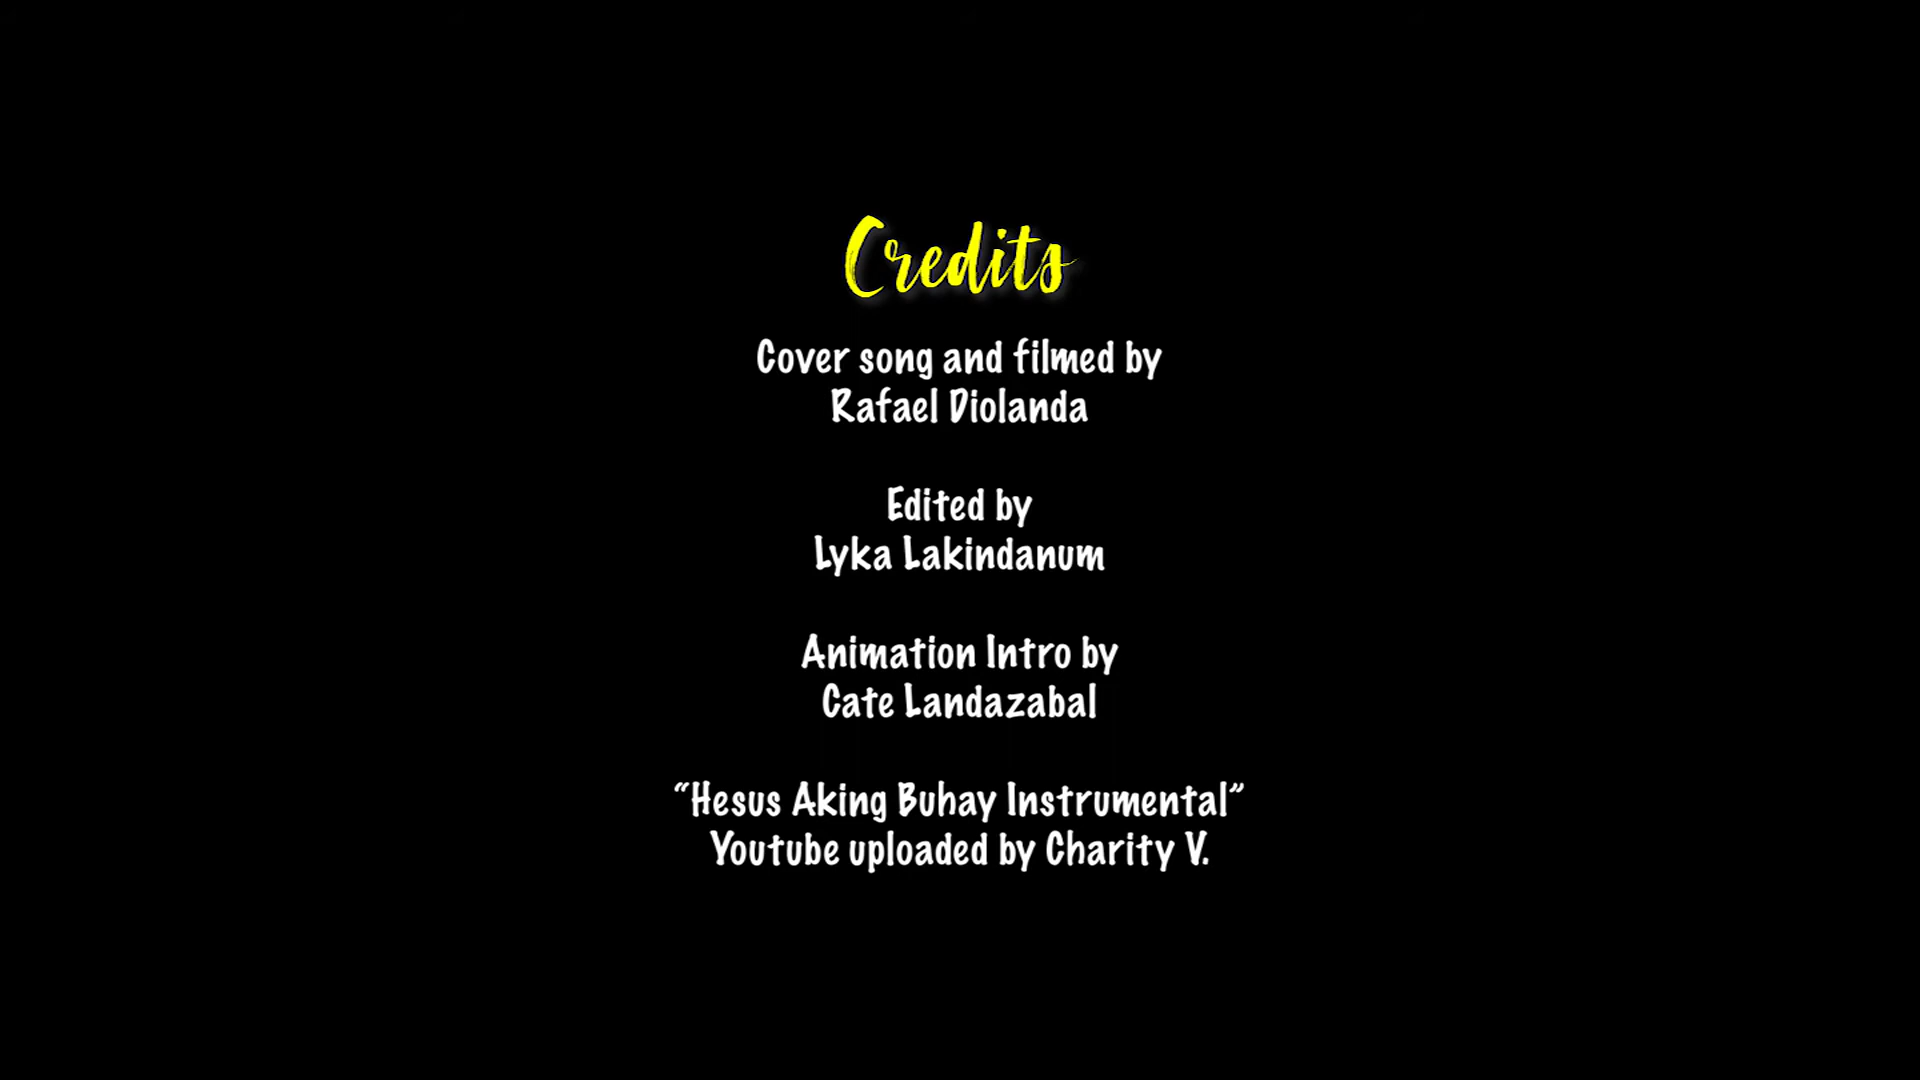 Credits
Cover song and filmed by
Rafael Diolanda
Edited by
Lyka Lakindanum
Animation Intro by
Cate Landazabal
“Hesus Aking Buhay Instrumental”
Youtube uploaded by Charity V.